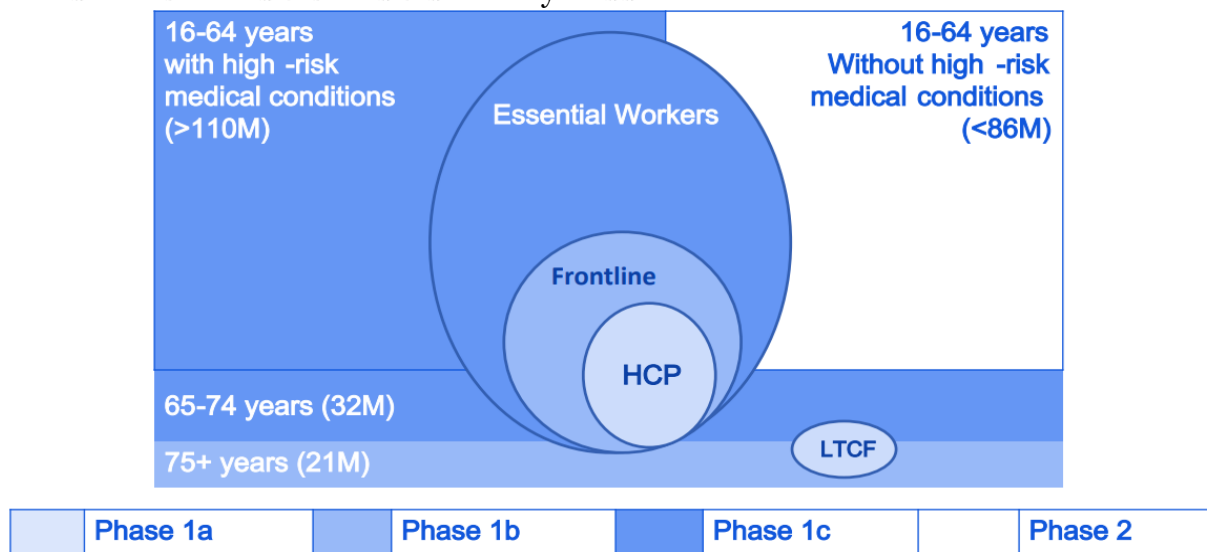 16-64 years
with high -risk
medical conditions
(>110M)
Essential Workers
16-64 years
Without high -risk
medical conditions
(<86M)
Frontline
HCP
65-74 years (32M)
LTCF
75+ years (21M)
Phase 1a
Phase 1b
Phase 1c
Phase 2